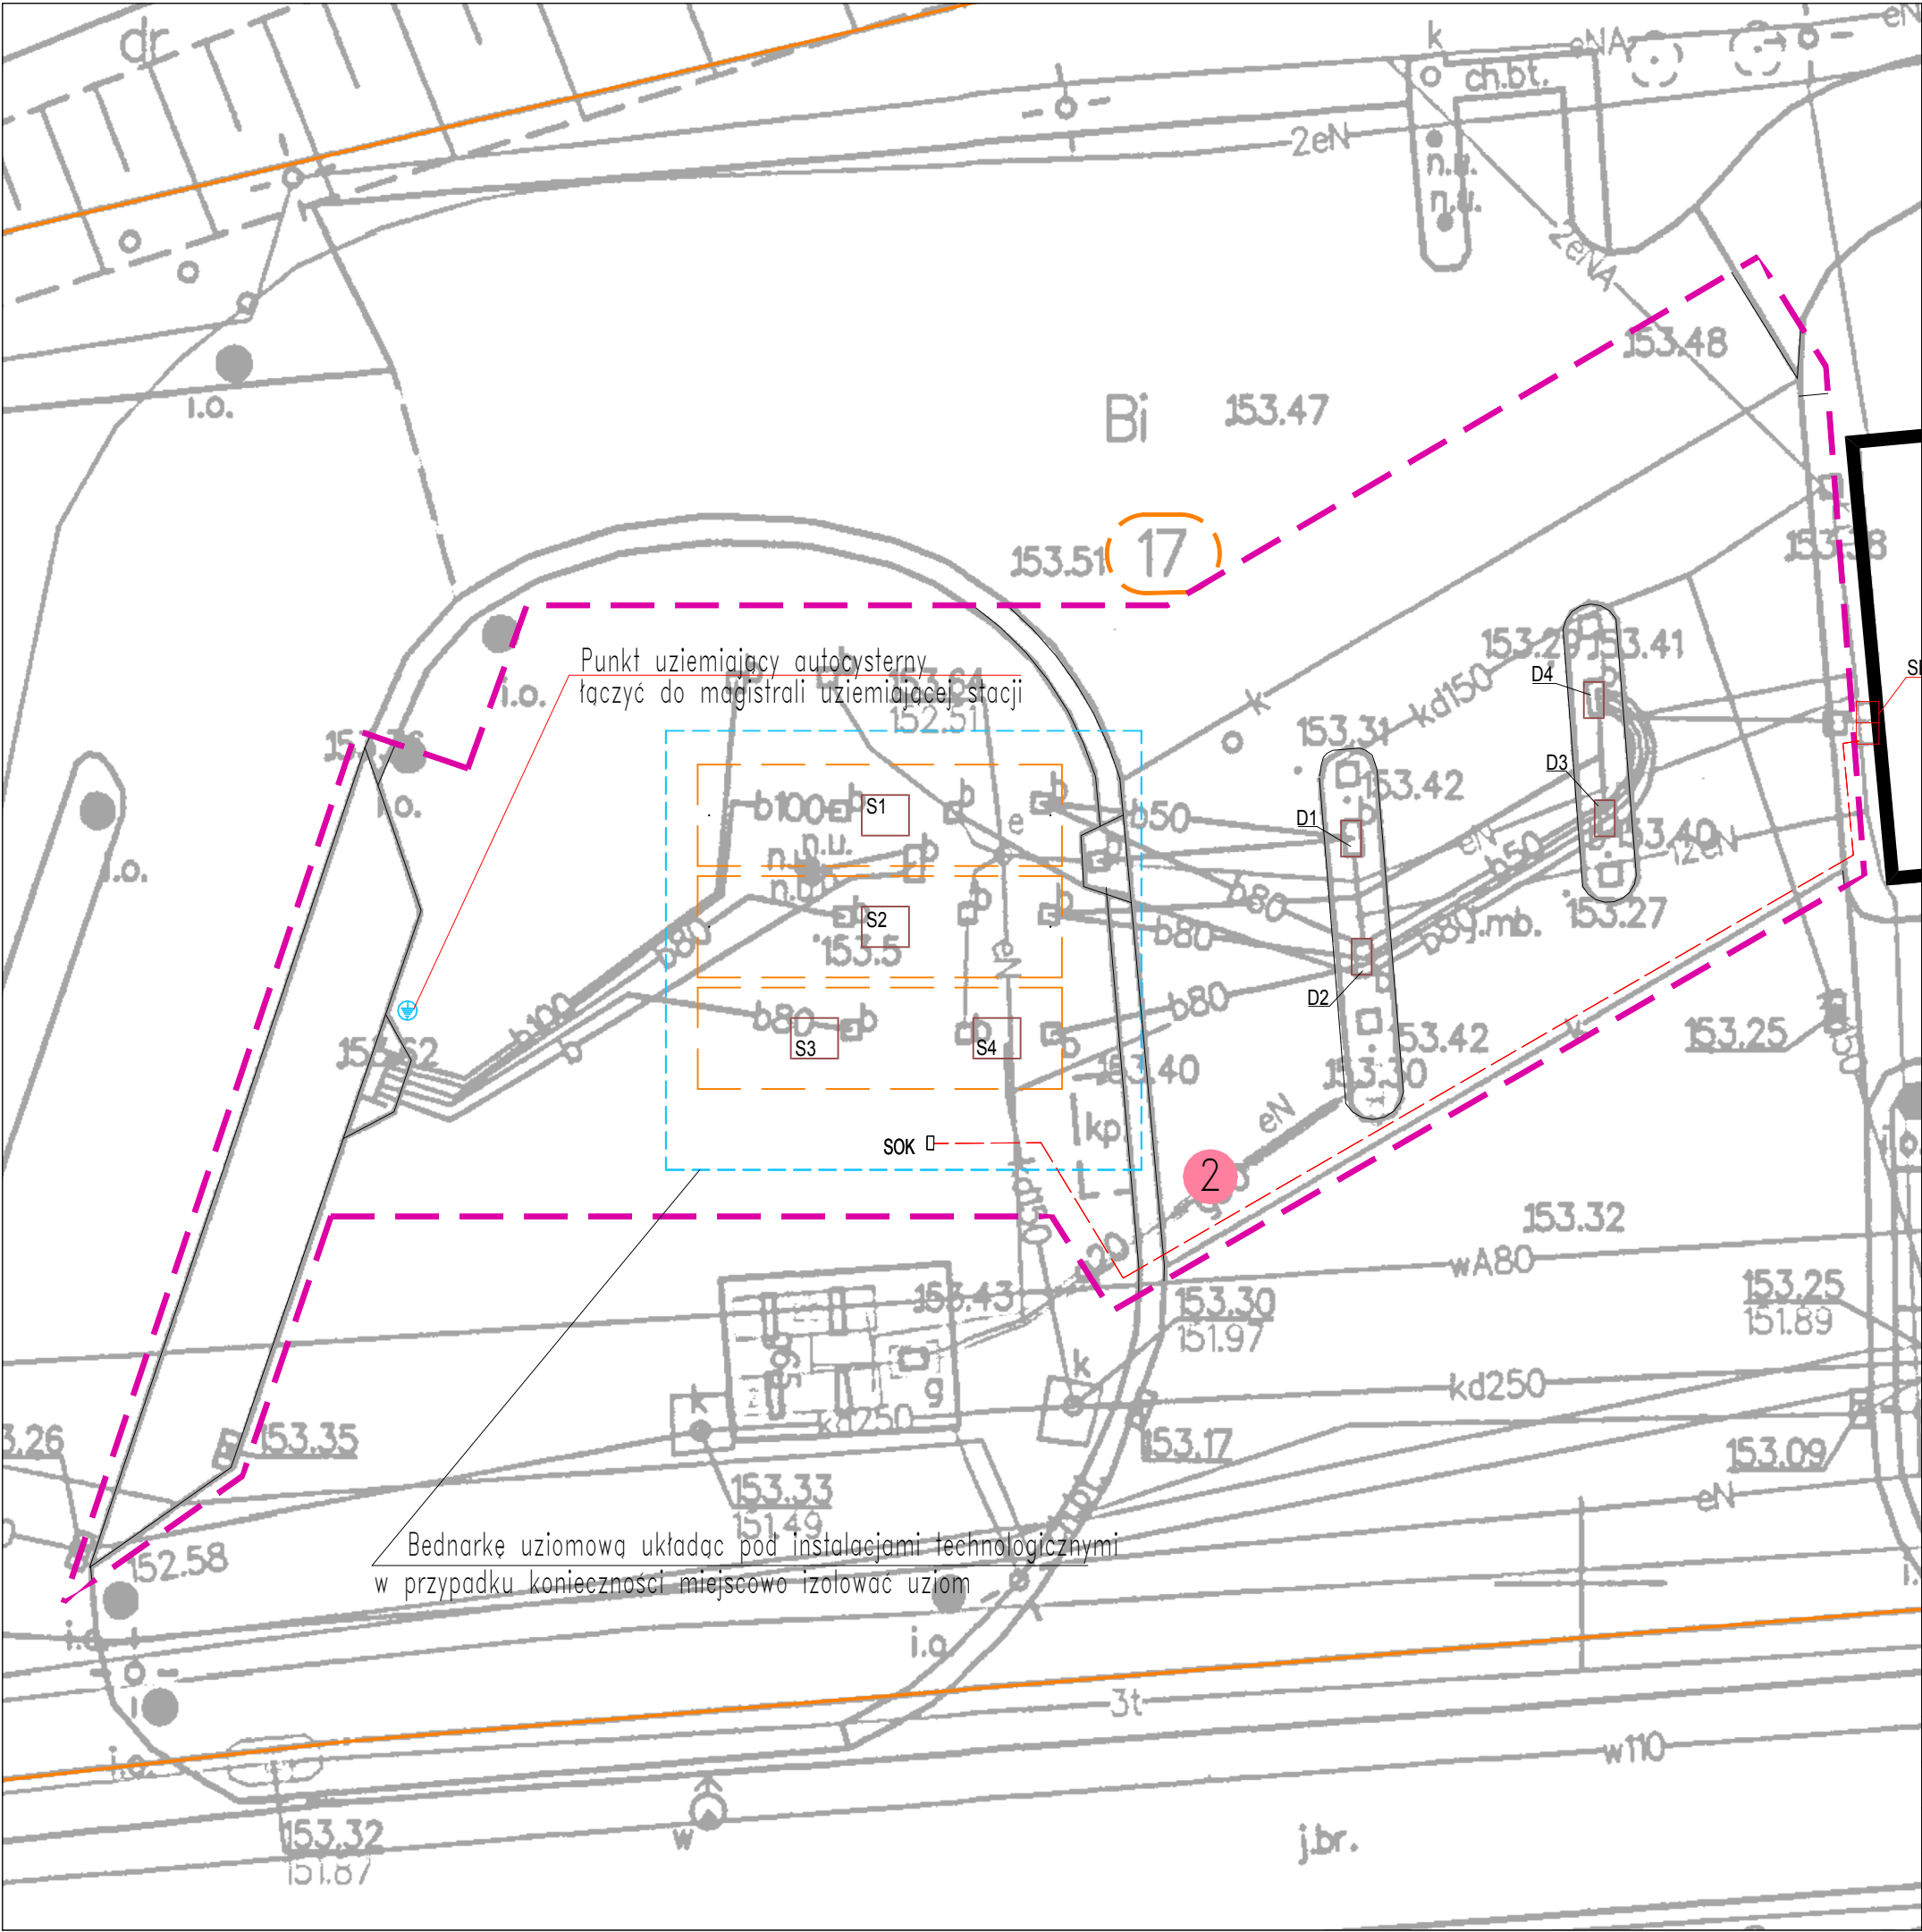 dr
k
eNA
eN
ch.bt.
2eN
n.u.
n.u.
2eNA
153.48
i.o.
Bi
153.47
153.51
17
Punkt uziemiający autocysterny
łączyć do magistrali uziemiającej stacji
i.o.
153.64
152.51
153.29
153.41
D4
kd150
k
153.31
D3
153.42
i.o.
b100
b
S1
b
e
b
b50
D1
b
eN
b50
153.40
12eN
n.u.
b
i.o.
b
b80
S2
153.5
b
b
b80
b80
b80
g.mb.
153.27
eN
b100
b
b80
b
S3
b
S4
b
b80
D2
b
153.42
153.30
153.25
k
153.62
153.40
eN
kp.
SOK
2
153.32
wA80
153.43
153.30
151.97
153.25
151.89
k
k
g
kd250
kd250
3.26
153.35
153.17
153.09
153.33
151.49
eN
Bednarkę uziomową układąc pod instalacjami technologicznymi
w przypadku konieczności miejscowo izolować uziom
152.58
i.o.
i.o.
3t
i.o.
w110
w
153.32
151.87
j.br.